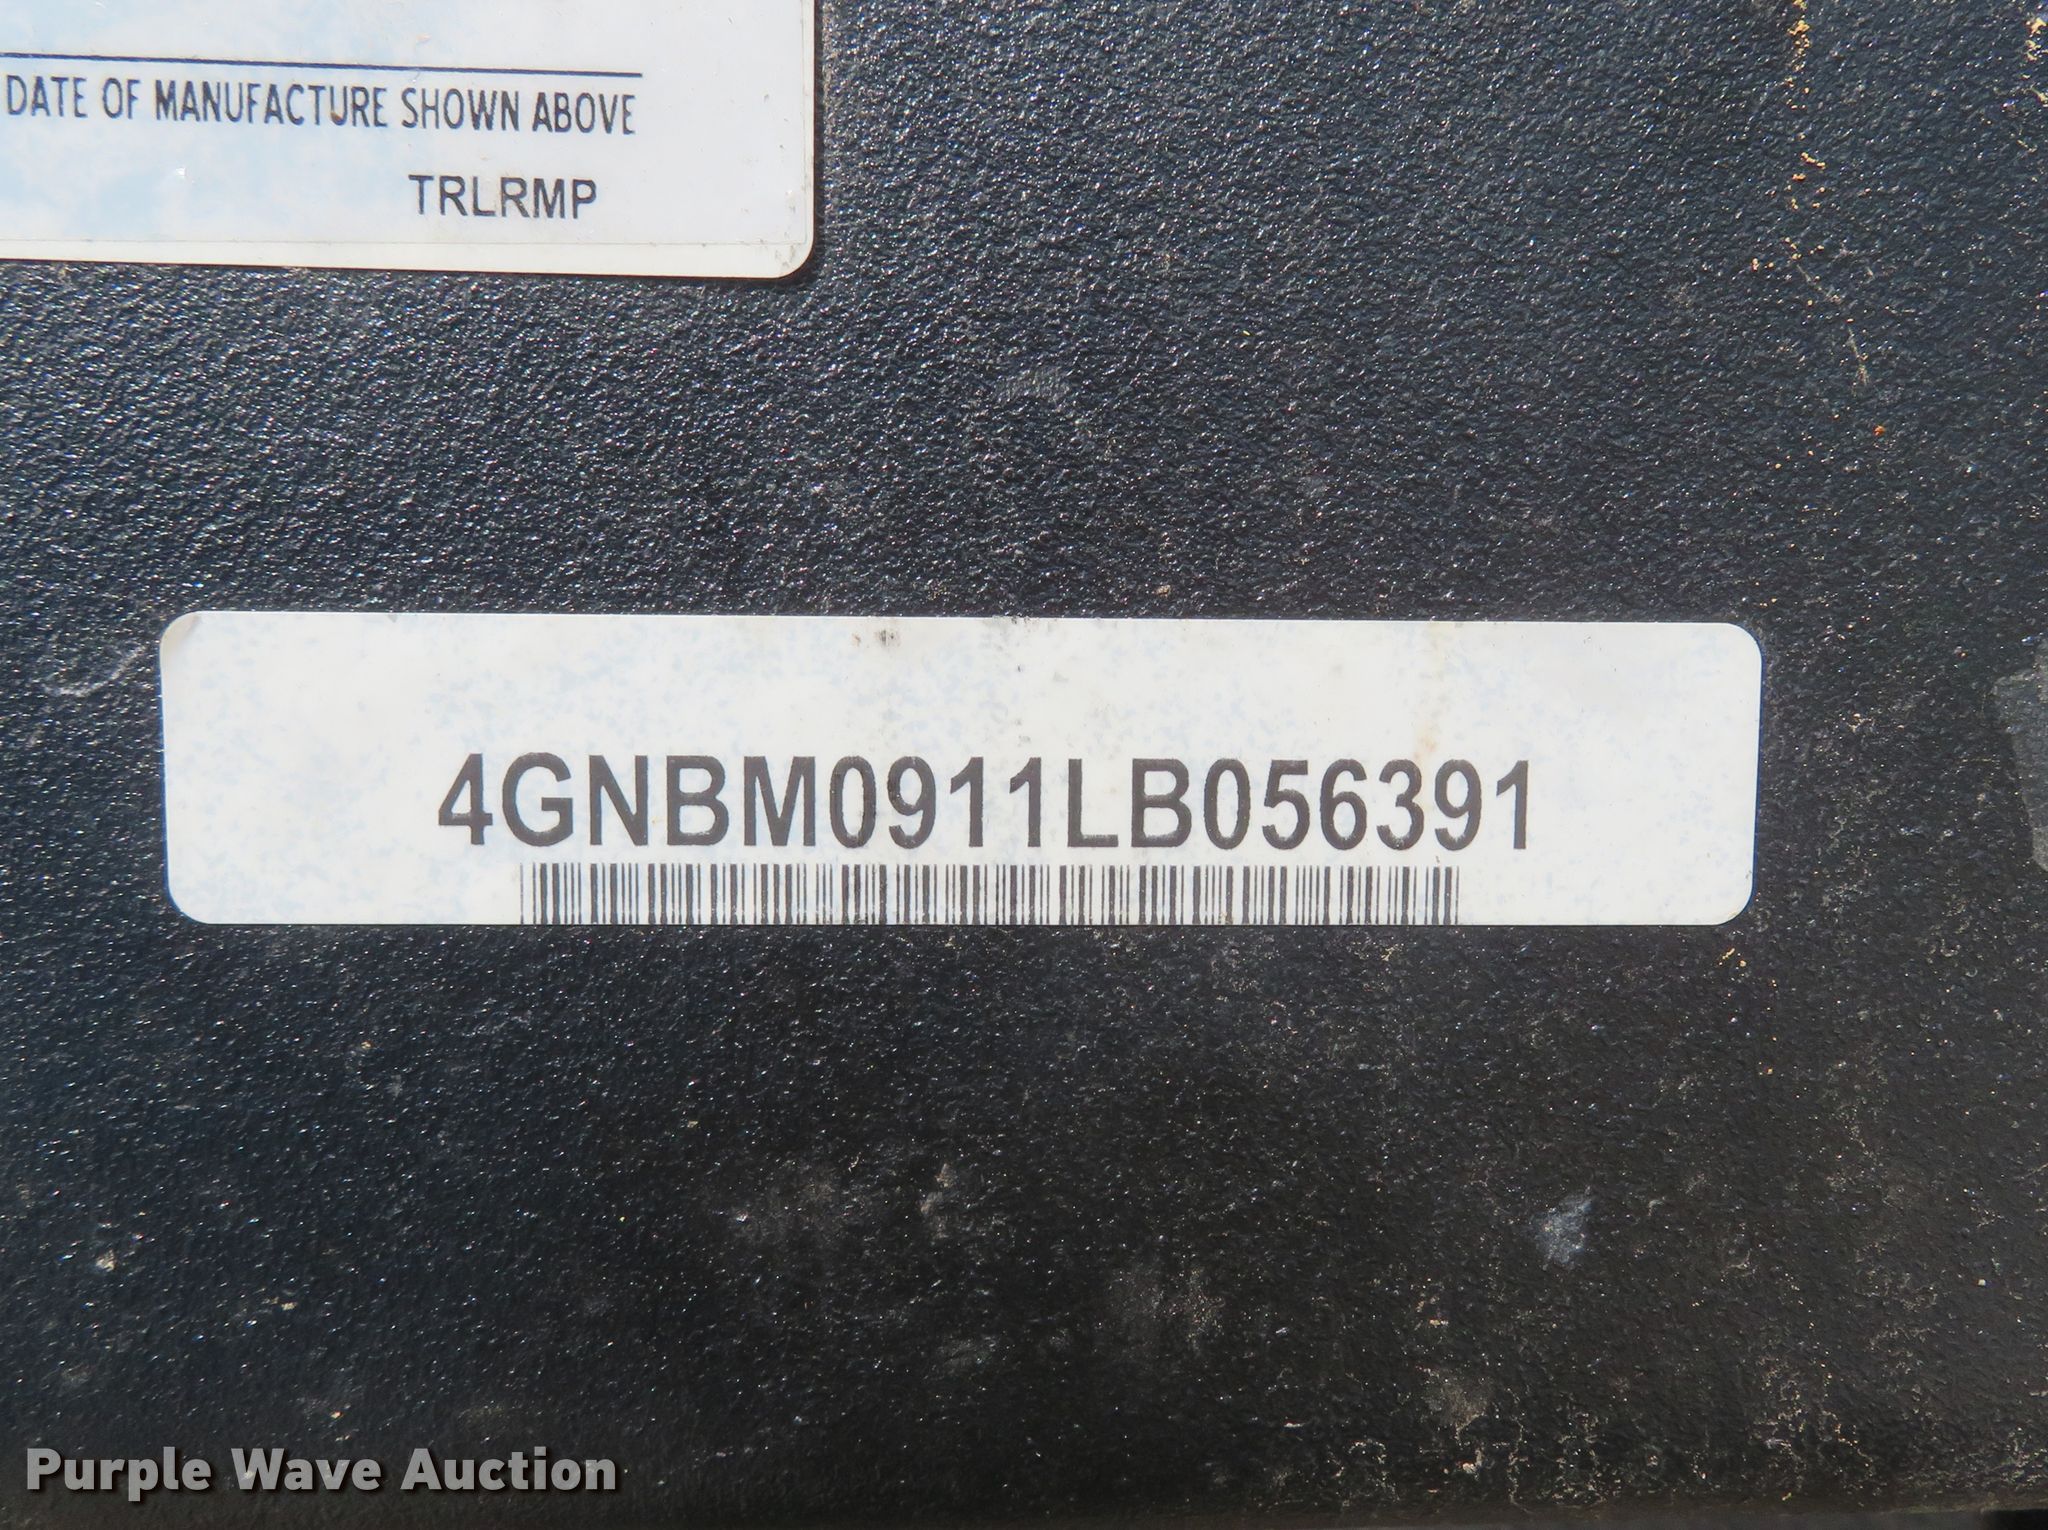 DATE OF MANUFACTURE SHOWN ABOVE
TRLRMP
4GNBM0911LB056391
Purple Wave Auction